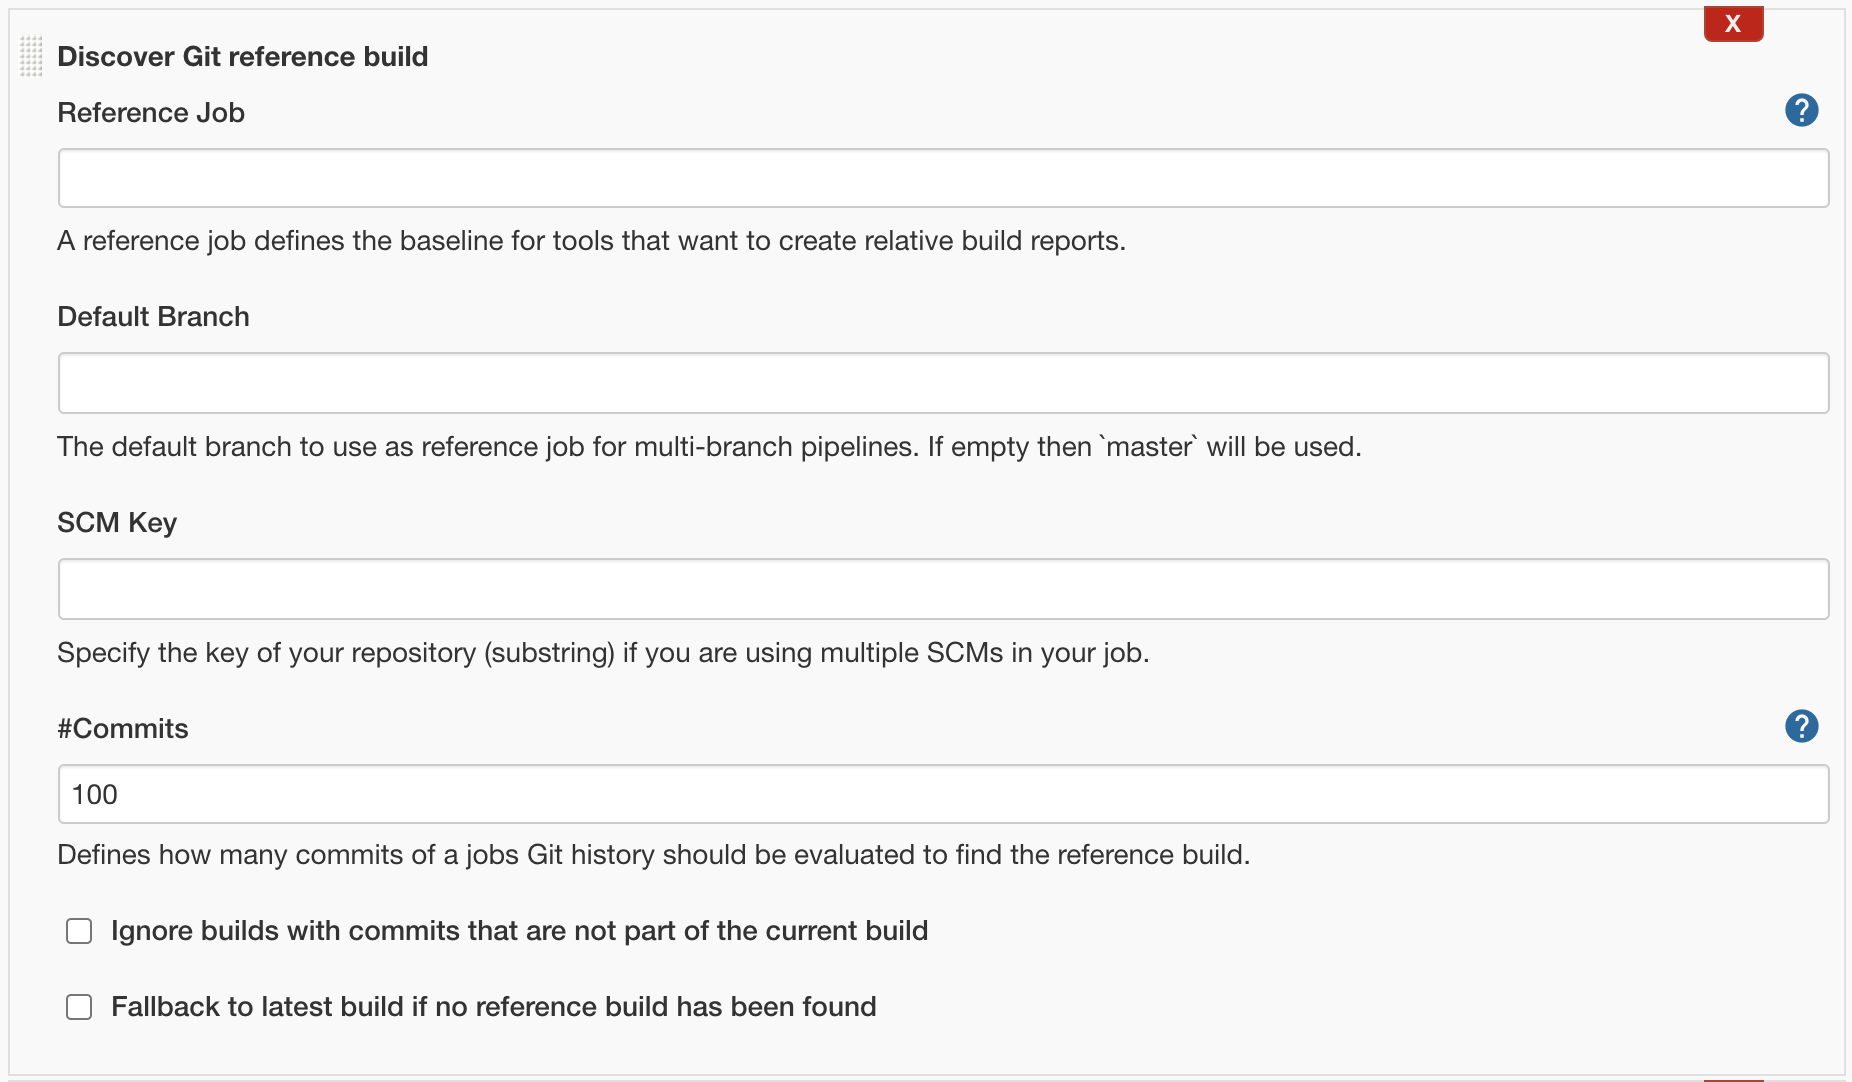 X
Discover Git reference build
Reference Job
?
A reference job defines the baseline for tools that want to create relative build reports.
Default Branch
The default branch to use as reference job for multi-branch pipelines. If empty then `master` will be used.
SCM Key
Specify the key of your repository (substring) if you are using multiple SCMs in your job.
#Commits
?
100
Defines how many commits of a jobs Git history should be evaluated to find the reference build.
Ignore builds with commits that are not part of the current build
Fallback to latest build if no reference build has been found